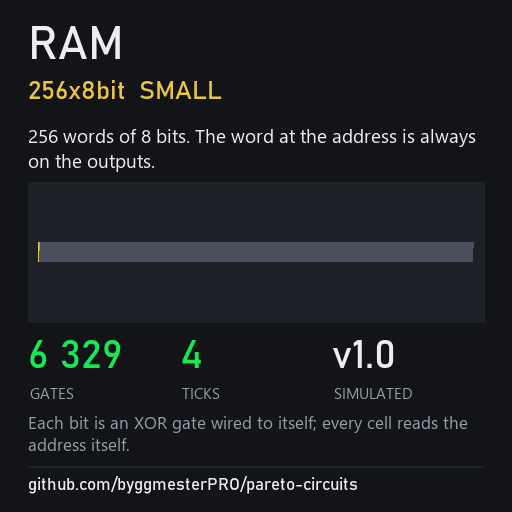 RAM
256x8bit SMALL
256 words of 8 bits. The word at the address is always
on the outputs.
6 329 4 v1.0
GATES TICKS SIMULATED
Each bit is an XOR gate wired to itself; every cell reads the
address itself.
github.com/byggmesterPRO/pareto-circuits